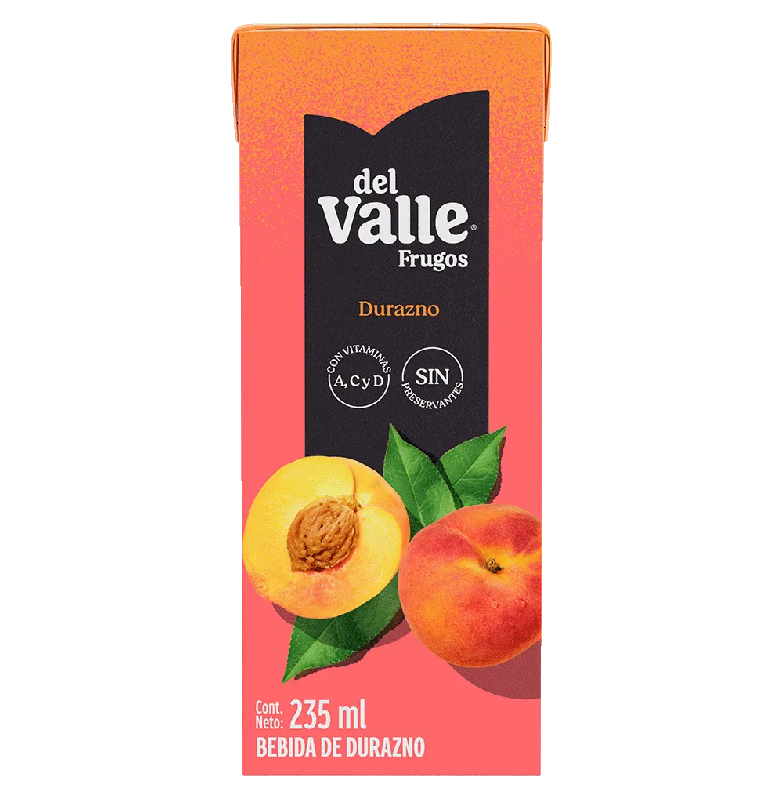 del
Valle®
Frugos
Durazno
CON VITAMINAS
A, C y D
SIN
PRESERVANTES
Cont.
Neto: 235 ml
BEBIDA DE DURAZNO